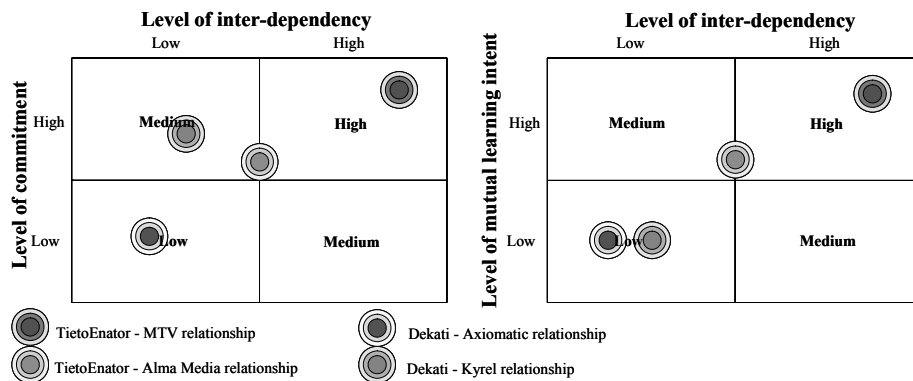 Level of inter-dependency
Low High
Level of commitment
High
Medium
High
Low
Low
Medium
Level of inter-dependency
Low High
Level of mutual learning intent
High
Medium
High
Low
Low
Medium
TietoEnator - MTV relationship
Dekati - Axiomatic relationship
TietoEnator - Alma Media relationship
Dekati - Kyrel relationship